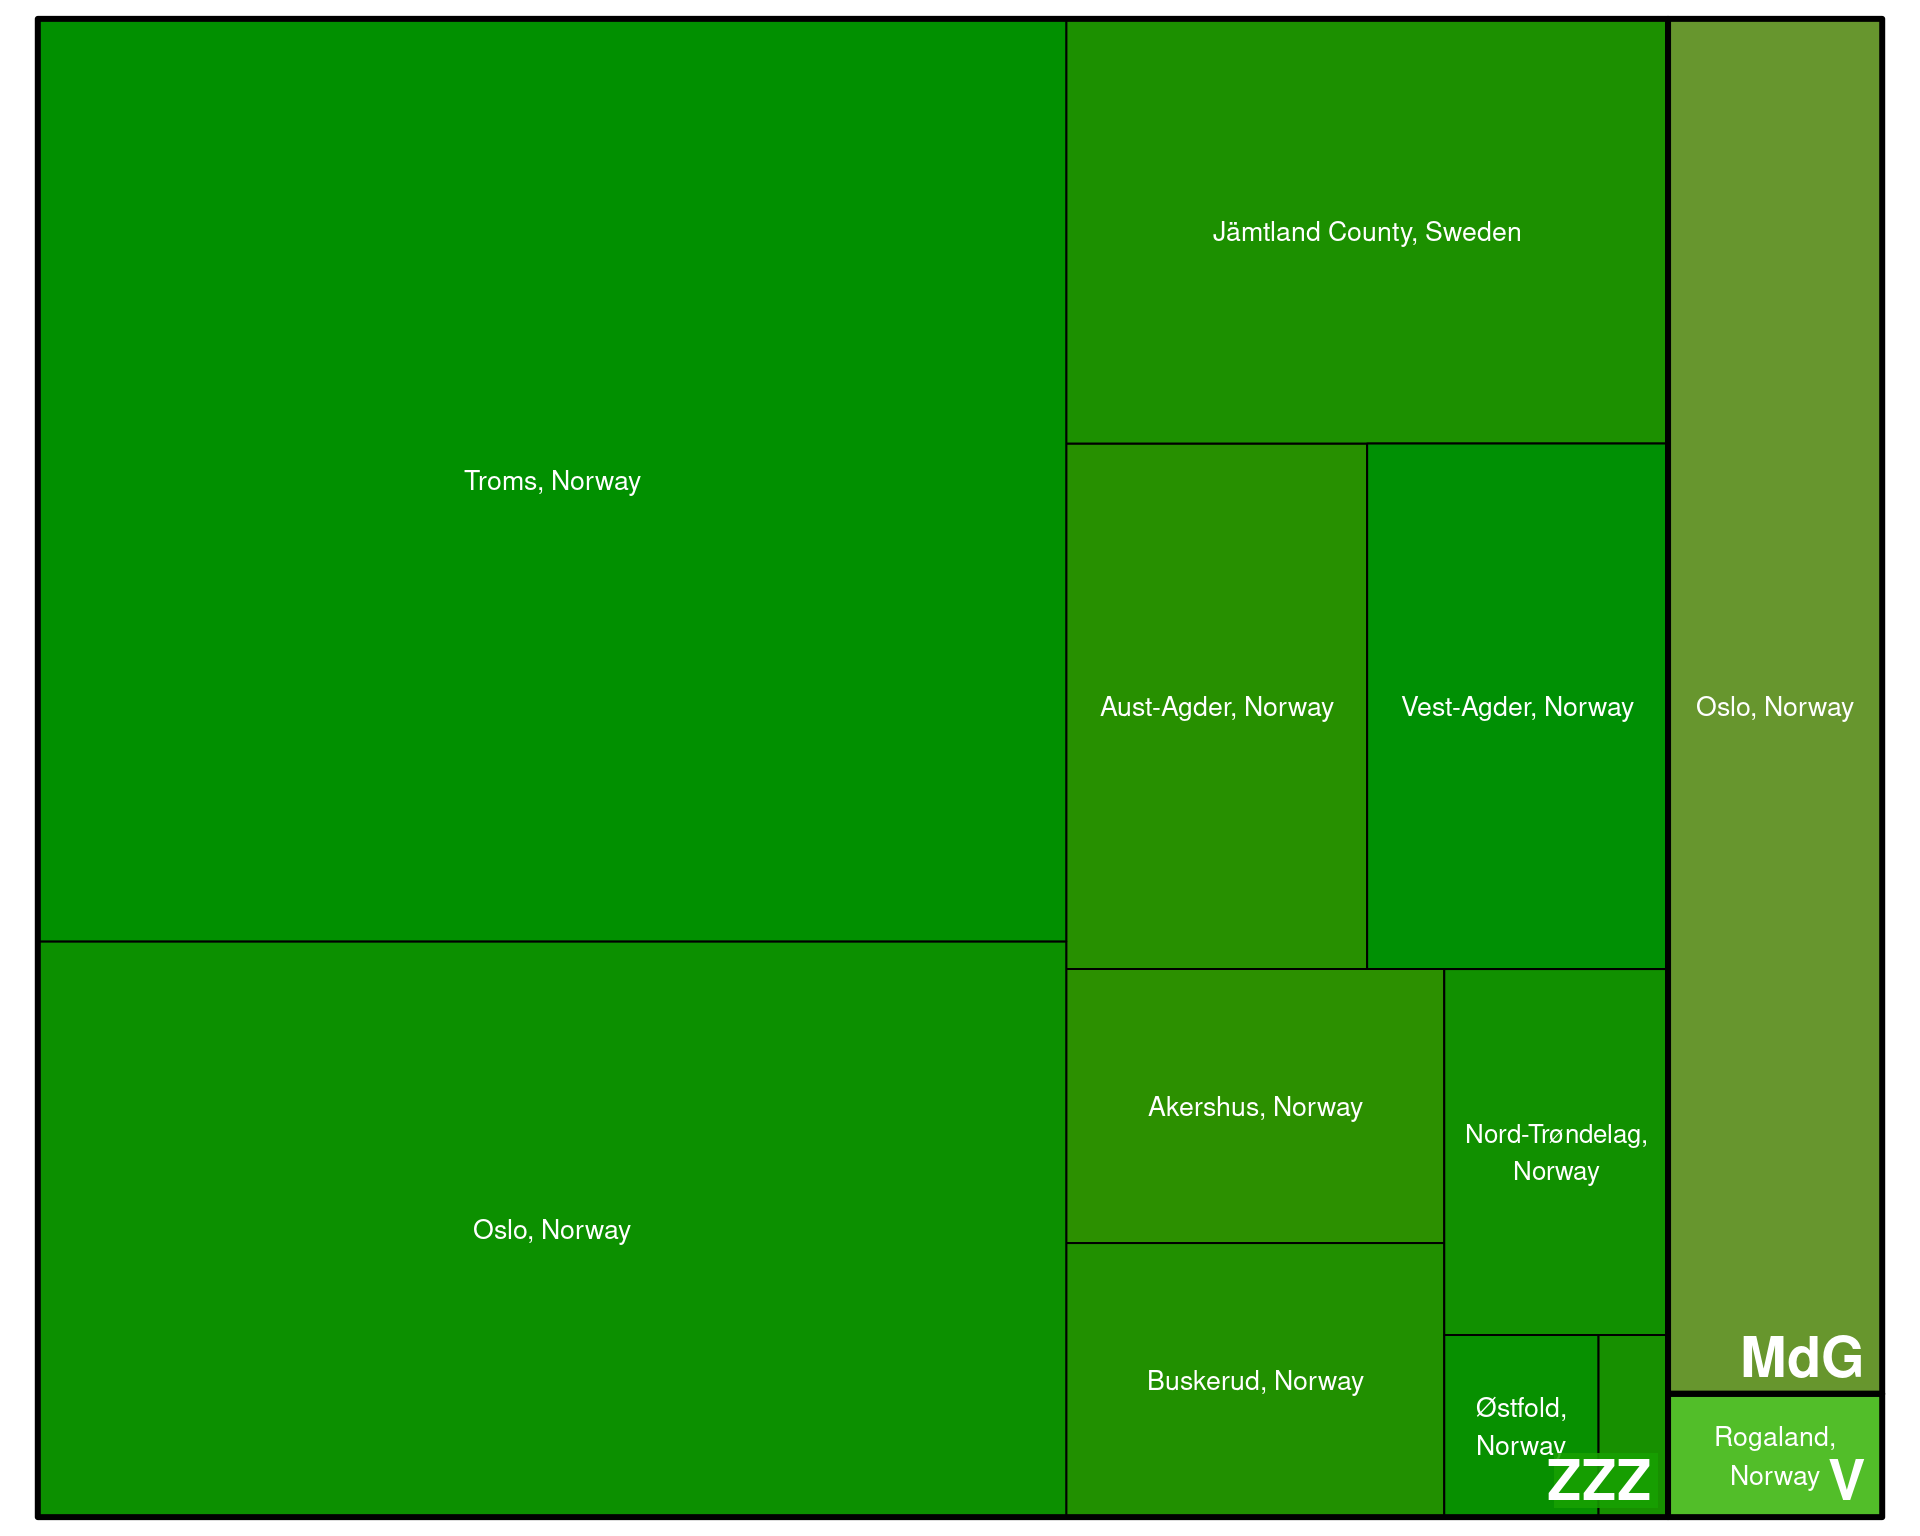 Troms, Norway
Oslo, Norway
Jämtland County, Sweden
Aust-Agder, Norway
Vest-Agder, Norway
Akershus, Norway
Buskerud, Norway
Nord-Trøndelag,
Norway
Østfold,
Norway
ZZZ
Oslo, Norway
MdG
Rogaland,
Norway
V